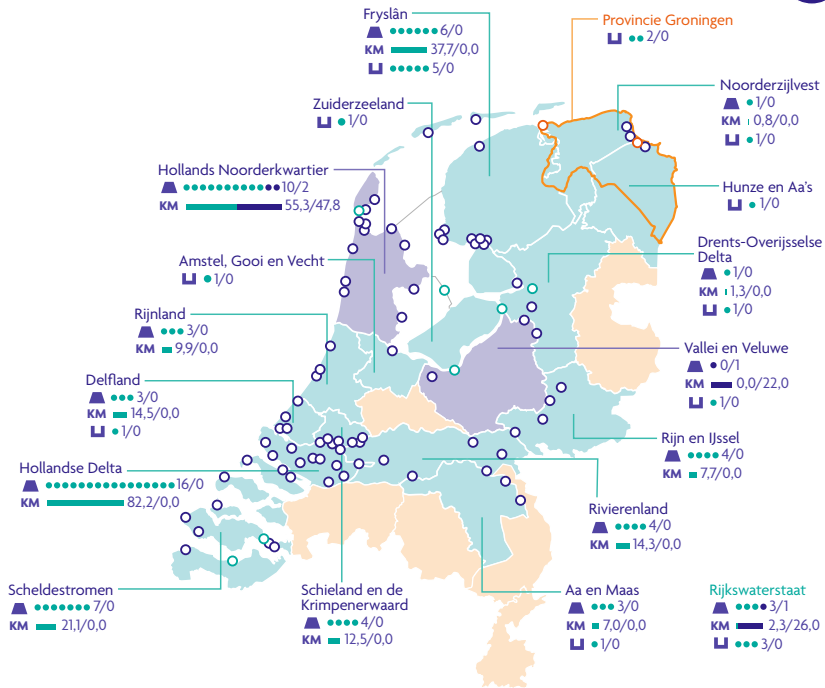 Fryslân
6/0
KM 37,7/0,0
5/0
Provincie Groningen
2/0
Noorderzijlvest
1/0
KM 0,8/0,0
1/0
Zuiderzeeland
1/0
Hollands Noorderkwartier
10/2
KM 55,3/47,8
Hunze en Aa's
1/0
Amstel, Gooi en Vecht
1/0
Drents-Overijsselse
Delta
1/0
KM 1,3/0,0
1/0
Rijnland
3/0
KM 9,9/0,0
Vallei en Veluwe
0/1
KM 0,0/22,0
1/0
Delfland
3/0
KM 14,5/0,0
1/0
Rijn en IJssel
4/0
KM 7,7/0,0
Hollandse Delta
16/0
KM 82,2/0,0
Rivierenland
4/0
KM 14,3/0,0
Scheldestromen
7/0
KM 21,1/0,0
Schieland en de
Krimpenerwaard
4/0
KM 12,5/0,0
Aa en Maas
3/0
KM 7,0/0,0
1/0
Rijkswaterstaat
3/1
KM 2,3/26,0
3/0